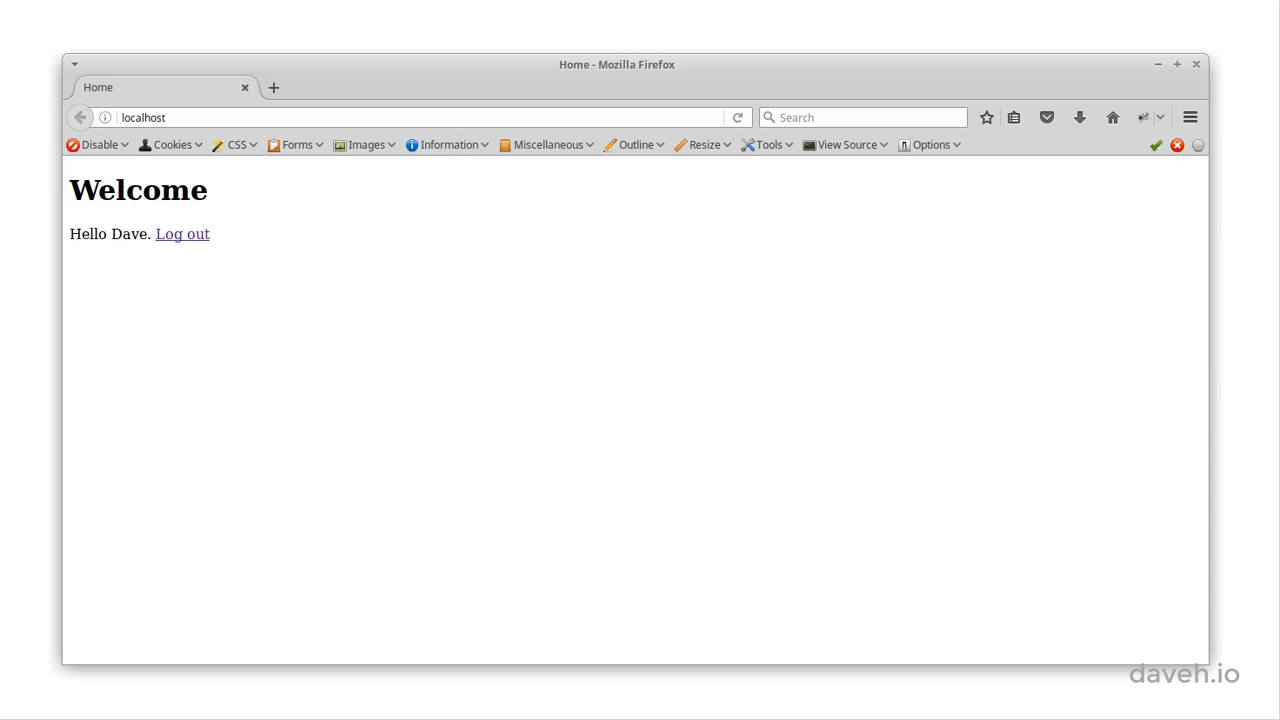 Home - Mozilla Firefox
Home
localhost
Search
Disable Cookies CSS Forms Images Information Miscellaneous Outline Resize Tools View Source Options
Welcome
Hello Dave. Log out
daveh.io